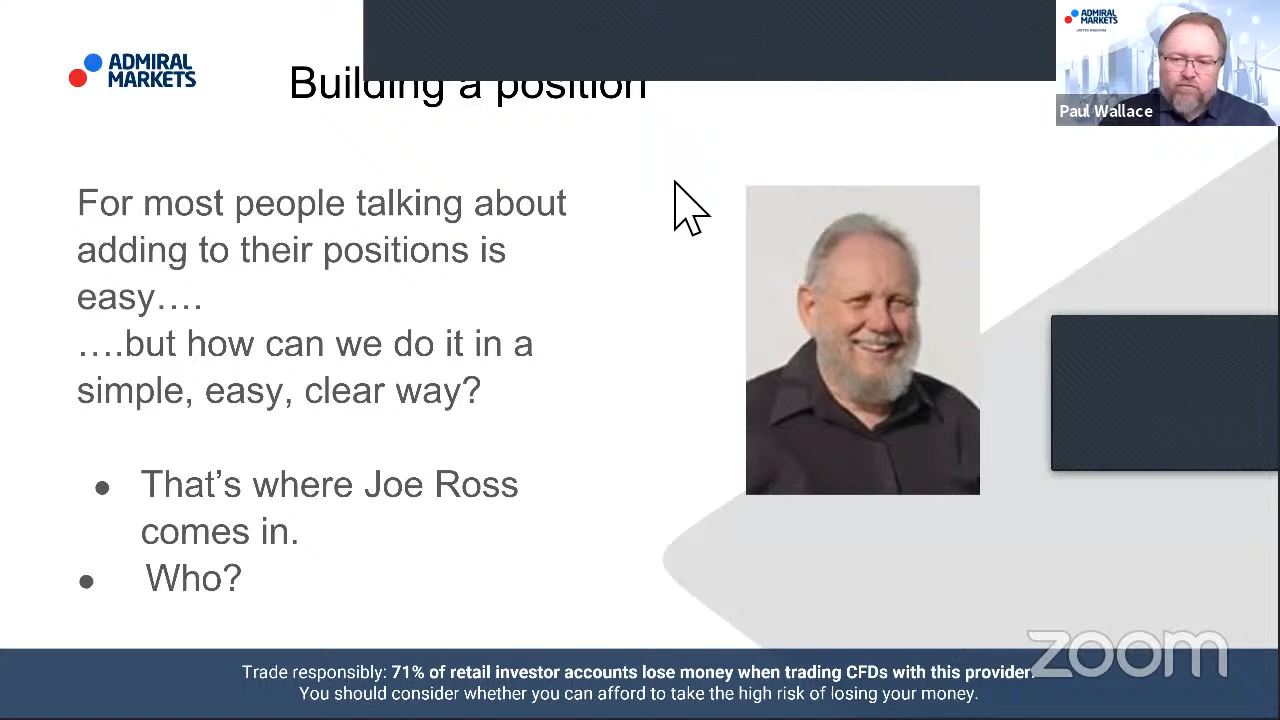 ADMIRAL
MARKETS
Building a position
ADMIRAL
MARKETS
Paul Wallace
For most people talking about
adding to their positions is
easy….
….but how can we do it in a
simple, easy, clear way?
● That’s where Joe Ross
comes in.
● Who?
zoom
Trade responsibly: 71% of retail investor accounts lose money when trading CFDs with this provider.
You should consider whether you can afford to take the high risk of losing your money.